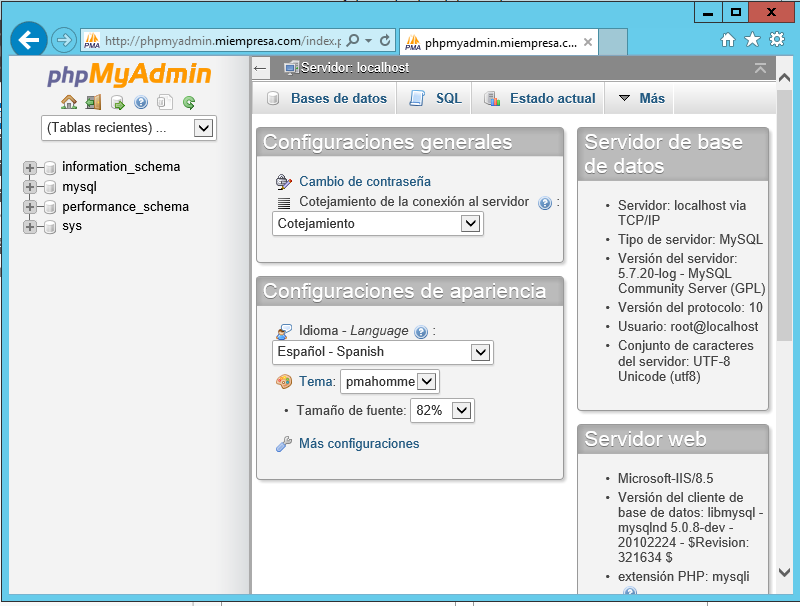 http://phpmyadmin.miempresa.com/index.p
phpmyadmin.miempresa.c...
phpMyAdmin
(Tablas recientes) ...
information_schema
mysql
performance_schema
sys
Servidor: localhost
Bases de datos
SQL
Estado actual
Más
Configuraciones generales
Cambio de contraseña
Cotejamiento de la conexión al servidor :
Cotejamiento
Configuraciones de apariencia
Idioma - Language :
Español - Spanish
Tema: pmahomme
• Tamaño de fuente: 82%
Más configuraciones
Servidor de base
de datos
• Servidor: localhost via
TCP/IP
• Tipo de servidor: MySQL
• Versión del servidor:
5.7.20-log - MySQL
Community Server (GPL)
• Versión del protocolo: 10
• Usuario: root@localhost
• Conjunto de caracteres
del servidor: UTF-8
Unicode (utf8)
Servidor web
• Microsoft-IIS/8.5
• Versión del cliente de
base de datos: libmysql -
mysqlnd 5.0.8-dev -
20102224 - $Revision:
321634 $
• extensión PHP: mysqli